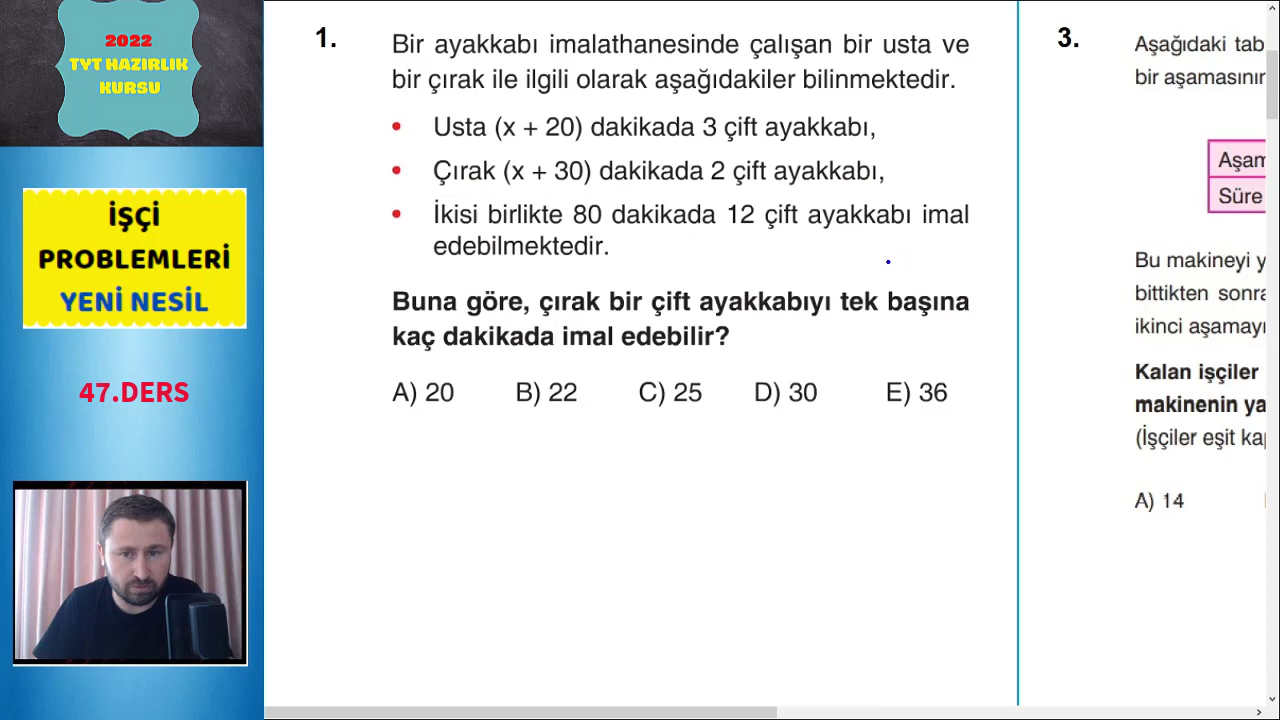 2022
TYT HAZIRLIK
KURSU
İŞÇİ
PROBLEMLERİ
YENİ NESİL
47.DERS
1.
Bir ayakkabı imalathanesinde çalışan bir usta ve
bir çırak ile ilgili olarak aşağıdakiler bilinmektedir.
• Usta (x + 20) dakikada 3 çift ayakkabı,
• Çırak (x + 30) dakikada 2 çift ayakkabı,
• İkisi birlikte 80 dakikada 12 çift ayakkabı imal
edebilmektedir.
Buna göre, çırak bir çift ayakkabıyı tek başına
kaç dakikada imal edebilir?
A) 20 B) 22 C) 25 D) 30 E) 36
3.
Aşağıdaki tab
bir aşamasınır
Aşam
Süre
Bu makineyi y
bittikten sonra
ikinci aşamayı
Kalan işçiler
makinenin ya
(İşçiler eşit kap
A) 14